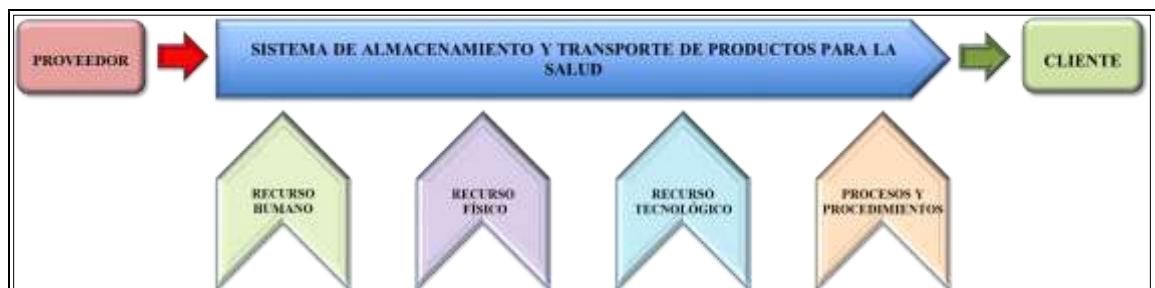 PROVEEDOR
SISTEMA DE ALMACENAMIENTO Y TRANSPORTE DE PRODUCTOS PARA LA
SALUD
CLIENTE
RECURSO
HUMANO
RECURSO
FÍSICO
RECURSO
TECNOLÓGICO
PROCESOS Y
PROCEDIMIENTOS